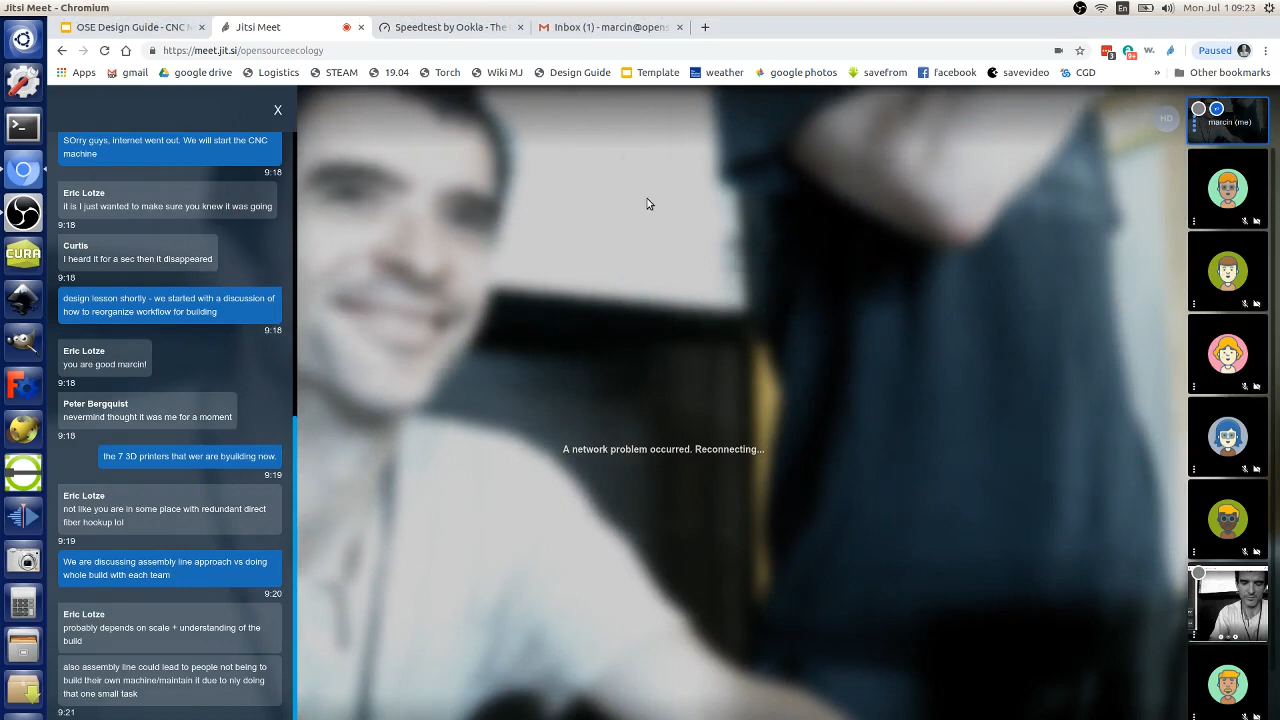 Jitsi Meet - Chromium
En
Mon Jul 1 09:23
OSE Design Guide - CNC M
Jitsi Meet
Speedtest by Ookla - The
Inbox (1) - marcin@opens
https://meet.jit.si/opensourceecology
3
9+
W.
Paused
Apps
gmail
google drive
Logistics
STEAM
19.04
Torch
Wiki MJ
Design Guide
Template
weather
google photos
savefrom
facebook
savevideo
CGD
»
Other bookmarks
X
SOrry guys, internet went out. We will start the CNC
machine
9:18
Eric Lotze
it is I just wanted to make sure you knew it was going
9:18
Curtis
I heard it for a sec then it disappeared
9:18
design lesson shortly - we started with a discussion of
how to reorganize workflow for building
9:18
Eric Lotze
you are good marcin!
9:18
Peter Bergquist
nevermind thought it was me for a moment
9:18
the 7 3D printers that wer are byuilding now.
9:19
Eric Lotze
not like you are in some place with redundant direct
fiber hookup lol
9:19
We are discussing assembly line approach vs doing
whole build with each team
9:20
Eric Lotze
probably depends on scale + understanding of the
build
also assembly line could lead to people not being to
build their own machine/maintain it due to nly doing
that one small task
9:21
A network problem occurred. Reconnecting...
HD
marcin (me)
CURA